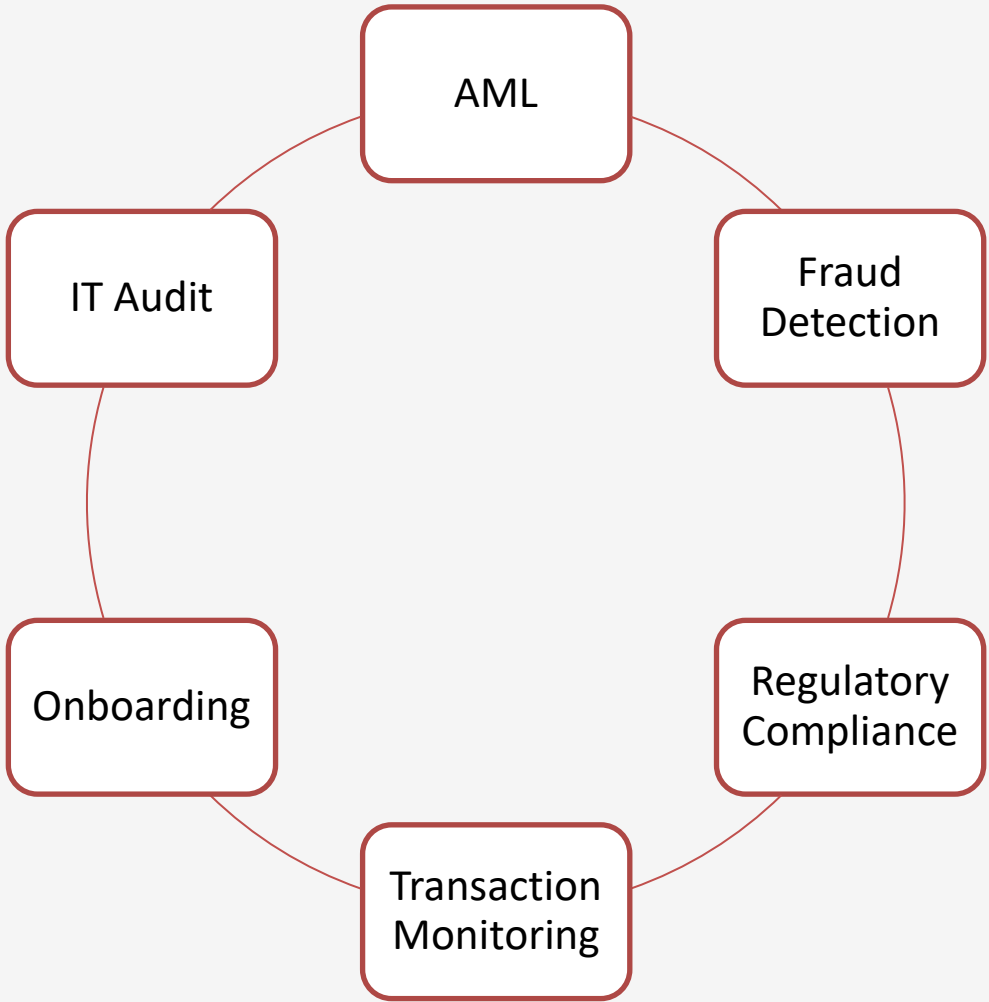 AML
Fraud
Detection
Regulatory
Compliance
Transaction
Monitoring
Onboarding
IT Audit